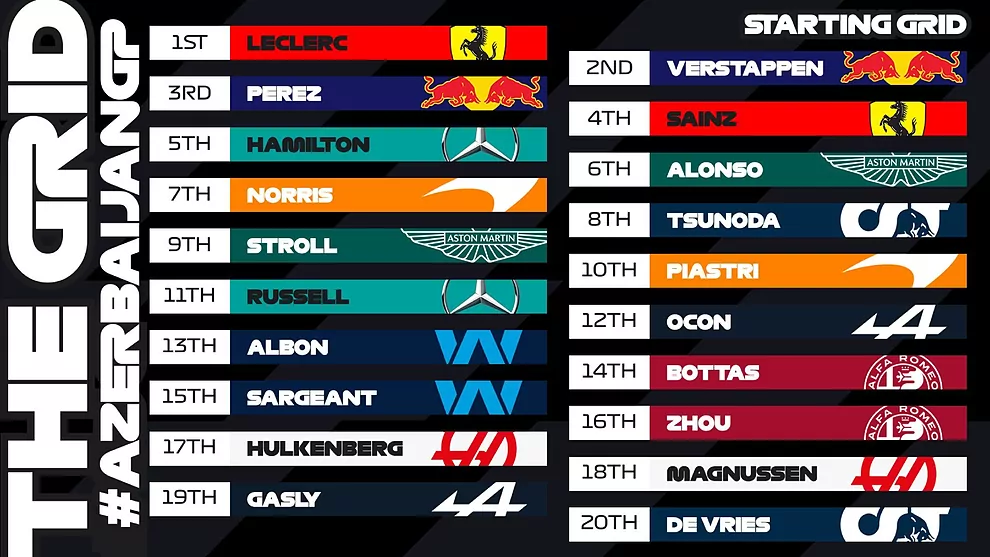 THE GRID
#AZERBAIJANGP
STARTING GRID
1ST LECLERC
2ND VERSTAPPEN
3RD PEREZ
4TH SAINZ
5TH HAMILTON
6TH ALONSO ASTON MARTIN
7TH NORRIS
8TH TSUNODA
9TH STROLL ASTON MARTIN
10TH PIASTRI
11TH RUSSELL
12TH OCON
13TH ALBON
14TH BOTTAS ALFA ROMEO
15TH SARGEANT
16TH ZHOU ALFA ROMEO
17TH HULKENBERG
18TH MAGNUSSEN
19TH GASLY
20TH DE VRIES